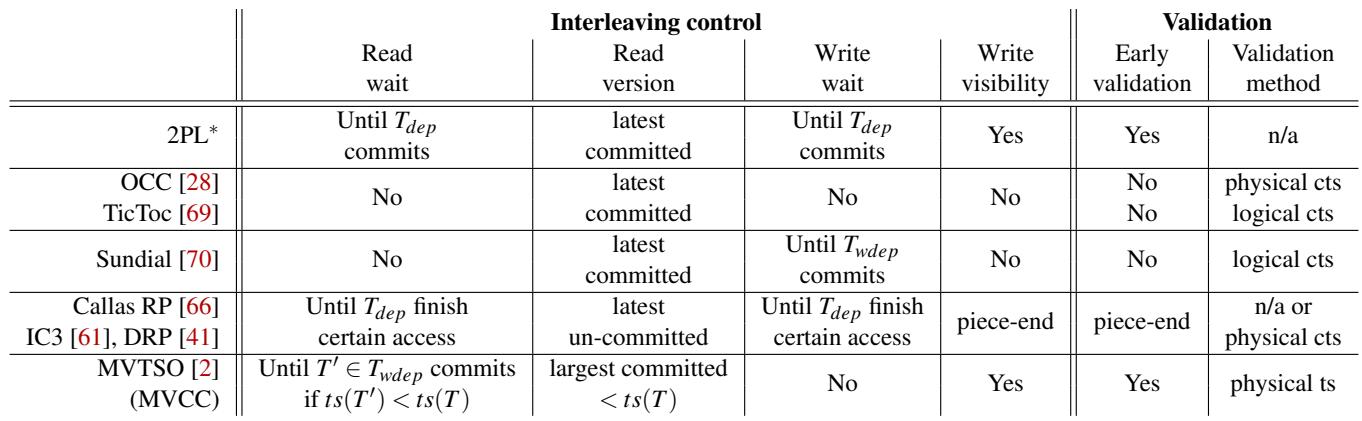 Interleaving control Validation
Read Read Write Write Early Validation
wait version wait visibility validation method
2PL* Until T_dep commits latest committed Until T_dep commits Yes Yes n/a
OCC [28] No latest committed No No No physical cts
TicToc [69] No logical cts
Sundial [70] No latest committed Until T_wdep commits No No logical cts
Callas RP [66] Until T_dep finish latest Until T_dep finish piece-end piece-end n/a or
IC3 [61], DRP [41] certain access un-committed certain access physical cts
MVTSO [2] Until T′ ∈ T_wdep commits largest committed No Yes Yes physical ts
(MVCC) if ts(T′) < ts(T) < ts(T)